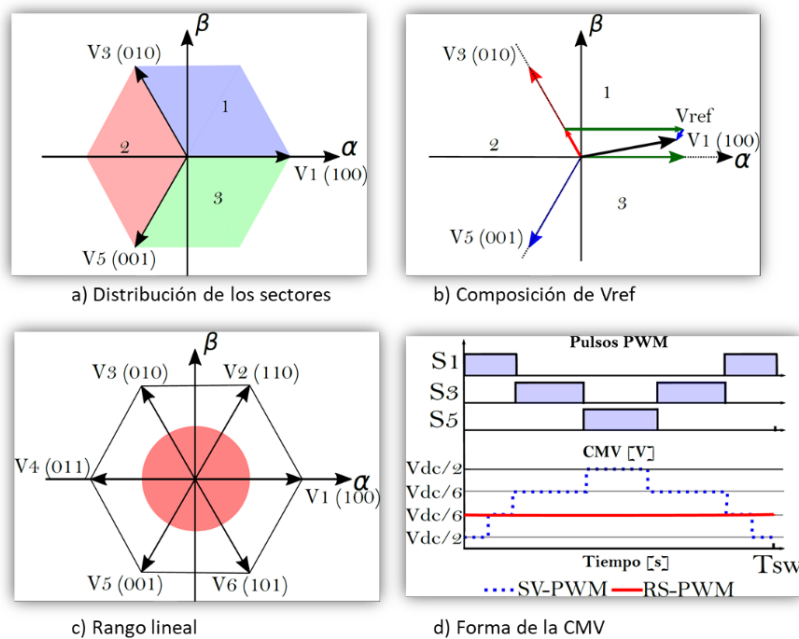 β
V3 (010)
1
2
α
V1 (100)
3
V5 (001)
a) Distribución de los sectores
β
V3 (010)
1
Vref
V1 (100)
2
α
3
V5 (001)
b) Composición de Vref
β
V3 (010)
V2 (110)
V4 (011)
α
V1 (100)
V5 (001)
V6 (101)
c) Rango lineal
Pulsos PWM
S1
S3
S5
CMV [V]
Vdc/2
Vdc/6
Vdc/6
Vdc/2
Tiempo [s]
Tsw
SV-PWM
RS-PWM
d) Forma de la CMV